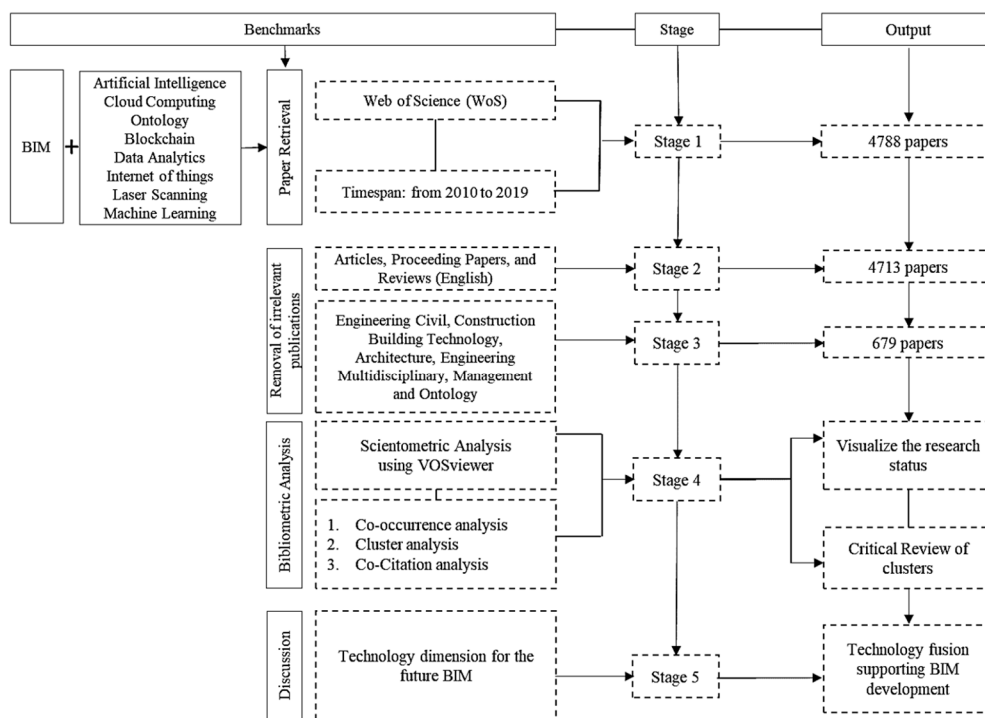 Benchmarks
Stage
Output
BIM
+
Artificial Intelligence
Cloud Computing
Ontology
Blockchain
Data Analytics
Internet of things
Laser Scanning
Machine Learning
Paper Retrieval
Web of Science (WoS)
Timespan: from 2010 to 2019
Stage 1
4788 papers
Removal of irrelevant
publications
Articles, Proceeding Papers, and
Reviews (English)
Stage 2
4713 papers
Engineering Civil, Construction
Building Technology,
Architecture, Engineering
Multidisciplinary, Management
and Ontology
Stage 3
679 papers
Bibliometric Analysis
Scientometric Analysis
using VOSviewer
1. Co-occurrence analysis
2. Cluster analysis
3. Co-Citation analysis
Stage 4
Visualize the research
status
Critical Review of
clusters
Discussion
Technology dimension for the
future BIM
Stage 5
Technology fusion
supporting BIM
development